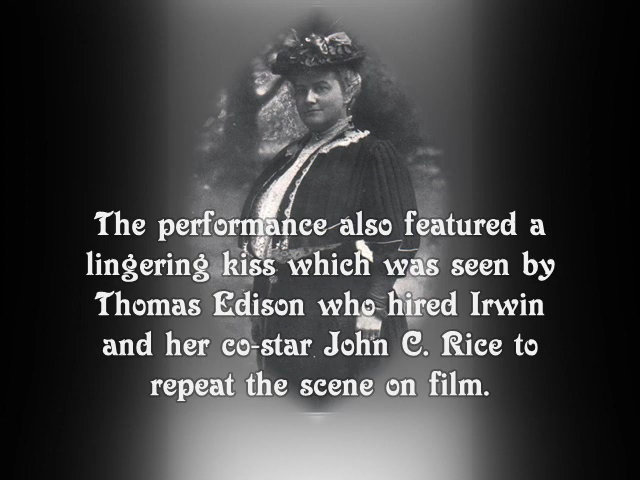 The performance also featured a
lingering kiss which was seen by
Thomas Edison who hired Irwin
and her co-star John C. Rice to
repeat the scene on film.